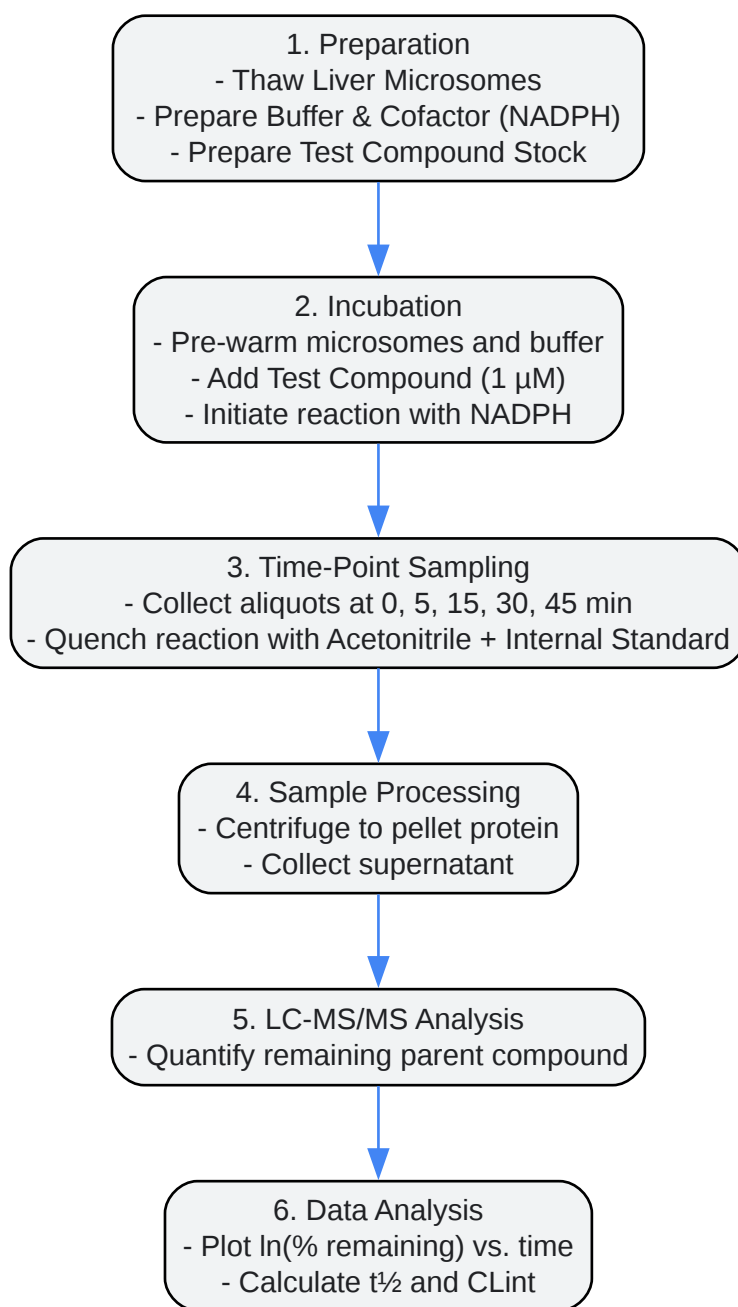 1. Preparation
- Thaw Liver Microsomes
- Prepare Buffer & Cofactor (NADPH)
- Prepare Test Compound Stock
2. Incubation
- Pre-warm microsomes and buffer
- Add Test Compound (1 µM)
- Initiate reaction with NADPH
3. Time-Point Sampling
- Collect aliquots at 0, 5, 15, 30, 45 min
- Quench reaction with Acetonitrile + Internal Standard
4. Sample Processing
- Centrifuge to pellet protein
- Collect supernatant
5. LC-MS/MS Analysis
- Quantify remaining parent compound
6. Data Analysis
- Plot ln(% remaining) vs. time
- Calculate t½ and CLint